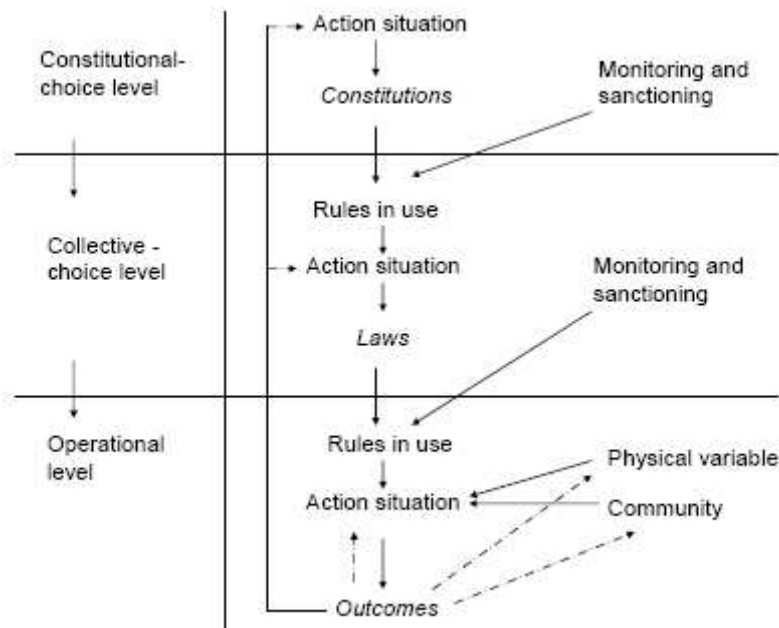 Action situation
Constitutional-
choice level
Constitutions
Monitoring and
sanctioning
Rules in use
Collective -
choice level
Action situation
Monitoring and
sanctioning
Laws
Operational
level
Rules in use
Physical variable
Action situation
Community
Outcomes